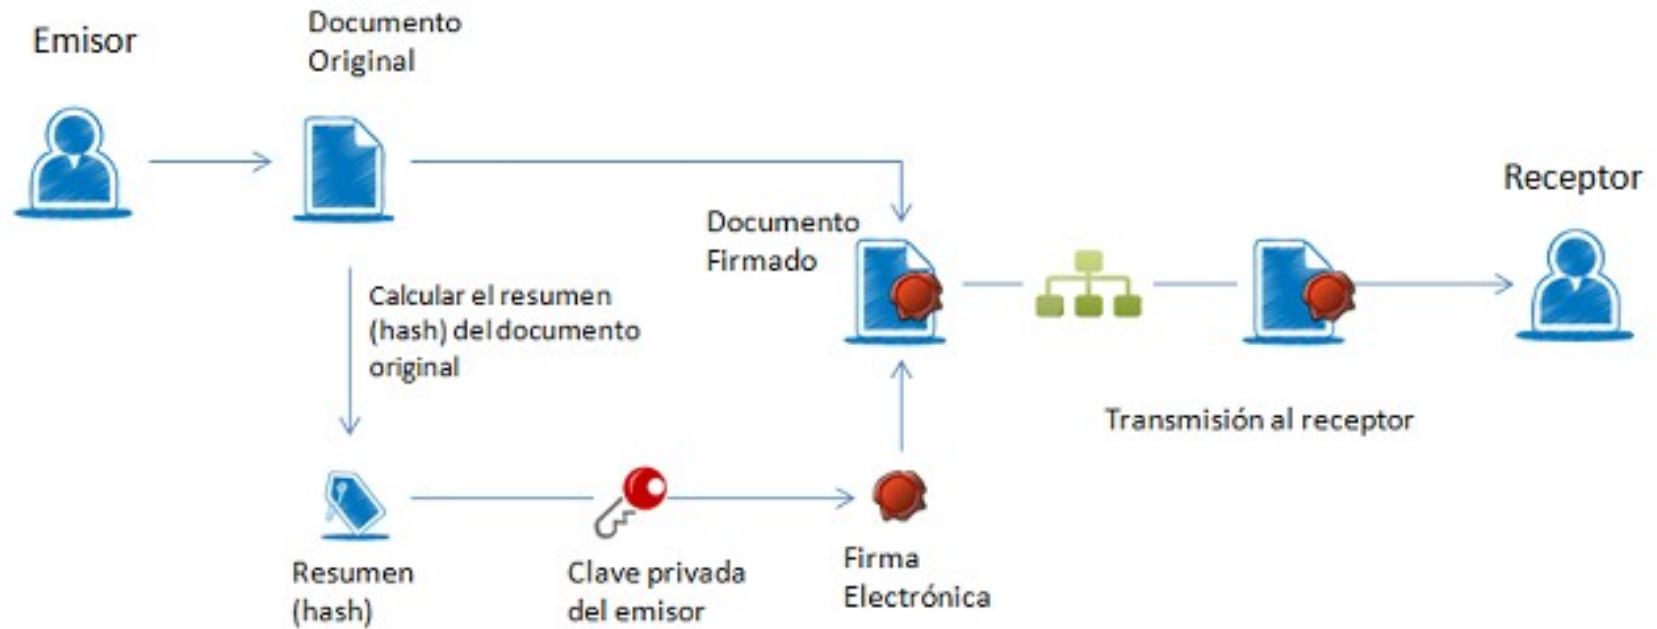 Emisor
Documento
Original
Receptor
Documento
Firmado
Calcular el resumen
(hash) del documento
original
Transmisión al receptor
Resumen
(hash)
Clave privada
del emisor
Firma
Electrónica